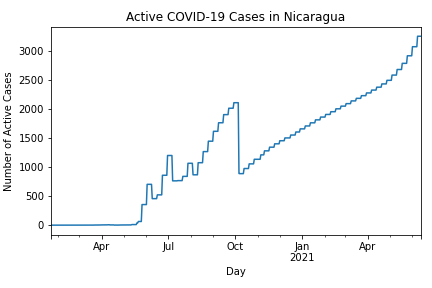 Active COVID-19 Cases in Nicaragua
Number of Active Cases
3000
2500
2000
1500
1000
500
0
Apr
Jul
Oct
Jan
2021
Apr
Day